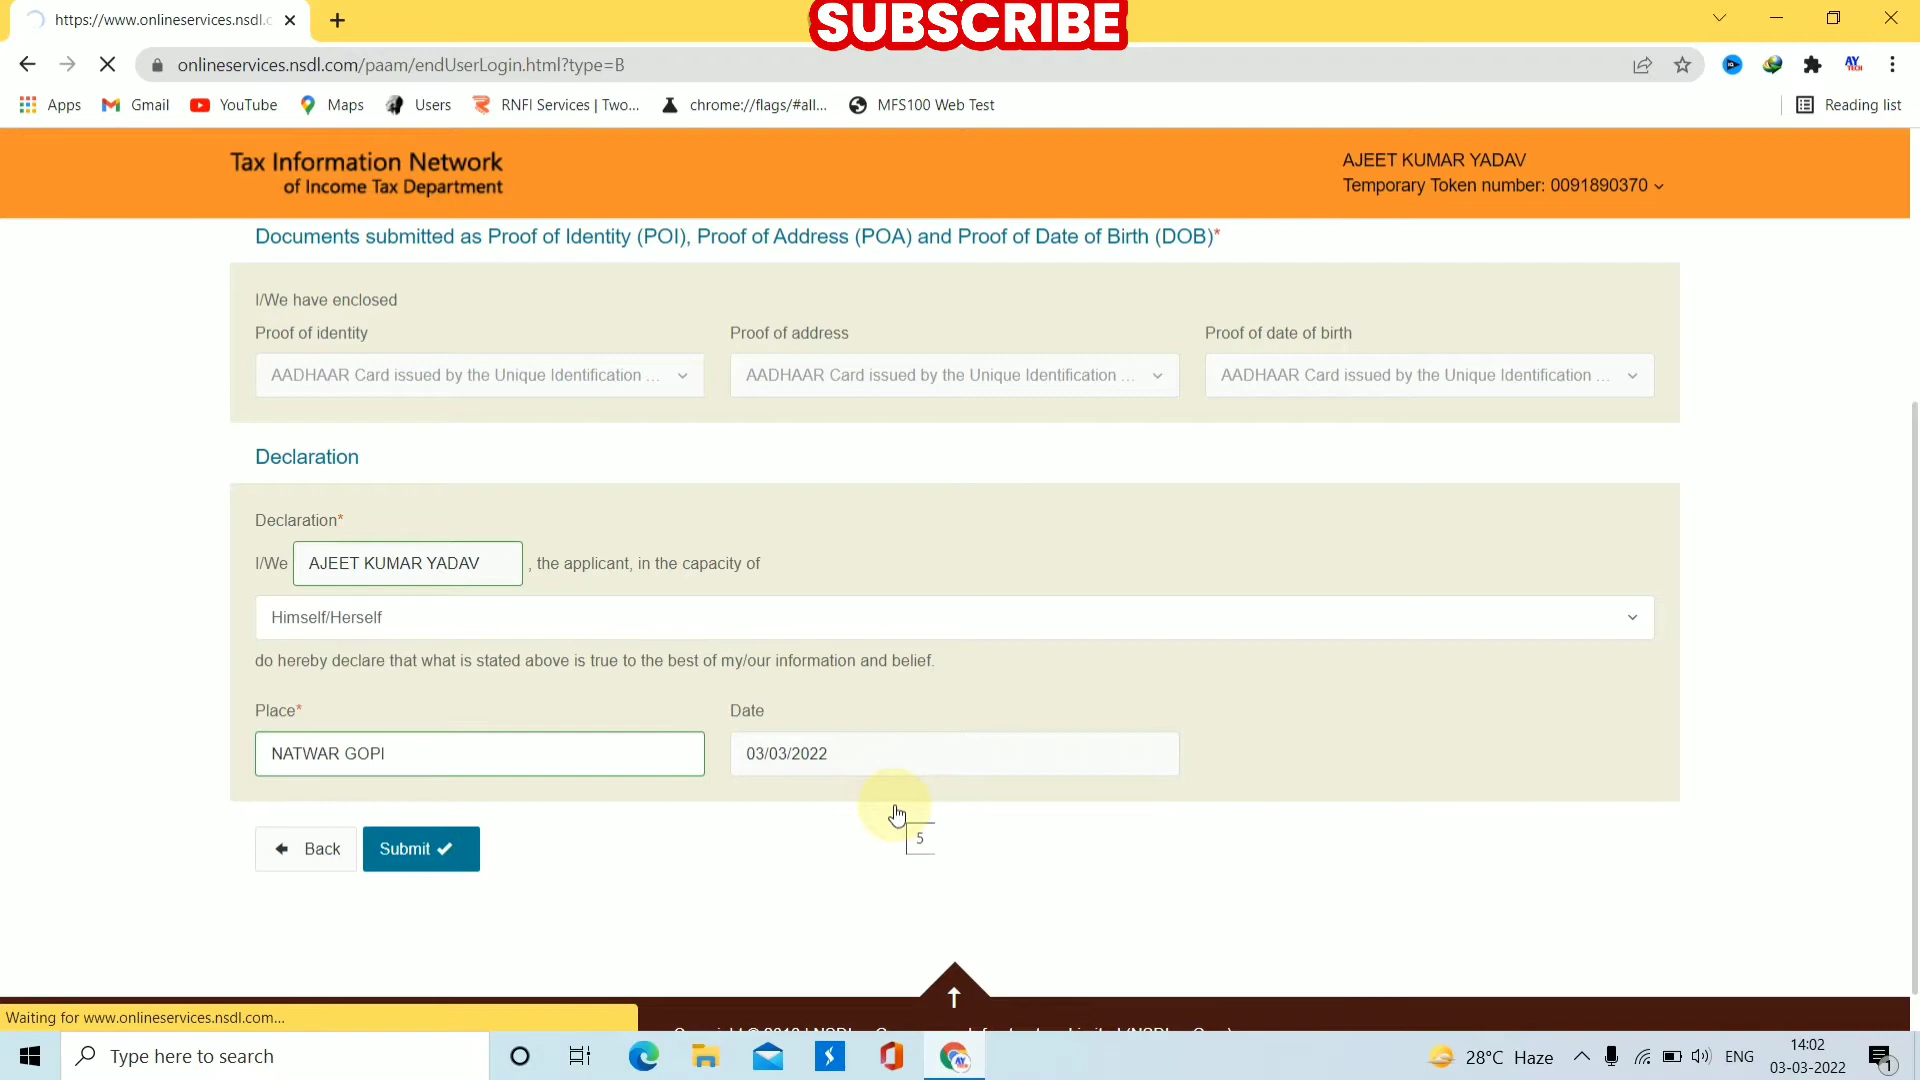 https://www.onlineservices.nsdl.c
SUBSCRIBE
onlineservices.nsdl.com/paam/endUserLogin.html?type=B
Apps
Gmail
YouTube
Maps
Users
RNFI Services | Two...
chrome://flags/#all...
MFS100 Web Test
Reading list
Tax Information Network
of Income Tax Department
AJEET KUMAR YADAV
Temporary Token number: 0091890370
Documents submitted as Proof of Identity (POI), Proof of Address (POA) and Proof of Date of Birth (DOB)*
I/We have enclosed
Proof of identity
Proof of address
Proof of date of birth
AADHAAR Card issued by the Unique Identification ...
AADHAAR Card issued by the Unique Identification ...
AADHAAR Card issued by the Unique Identification ...
Declaration
Declaration*
I/We AJEET KUMAR YADAV , the applicant, in the capacity of
Himself/Herself
do hereby declare that what is stated above is true to the best of my/our information and belief.
Place*
Date
NATWAR GOPI
03/03/2022
5
Back
Submit
Waiting for www.onlineservices.nsdl.com...
Type here to search
28°C Haze
ENG
14:02
03-03-2022
1